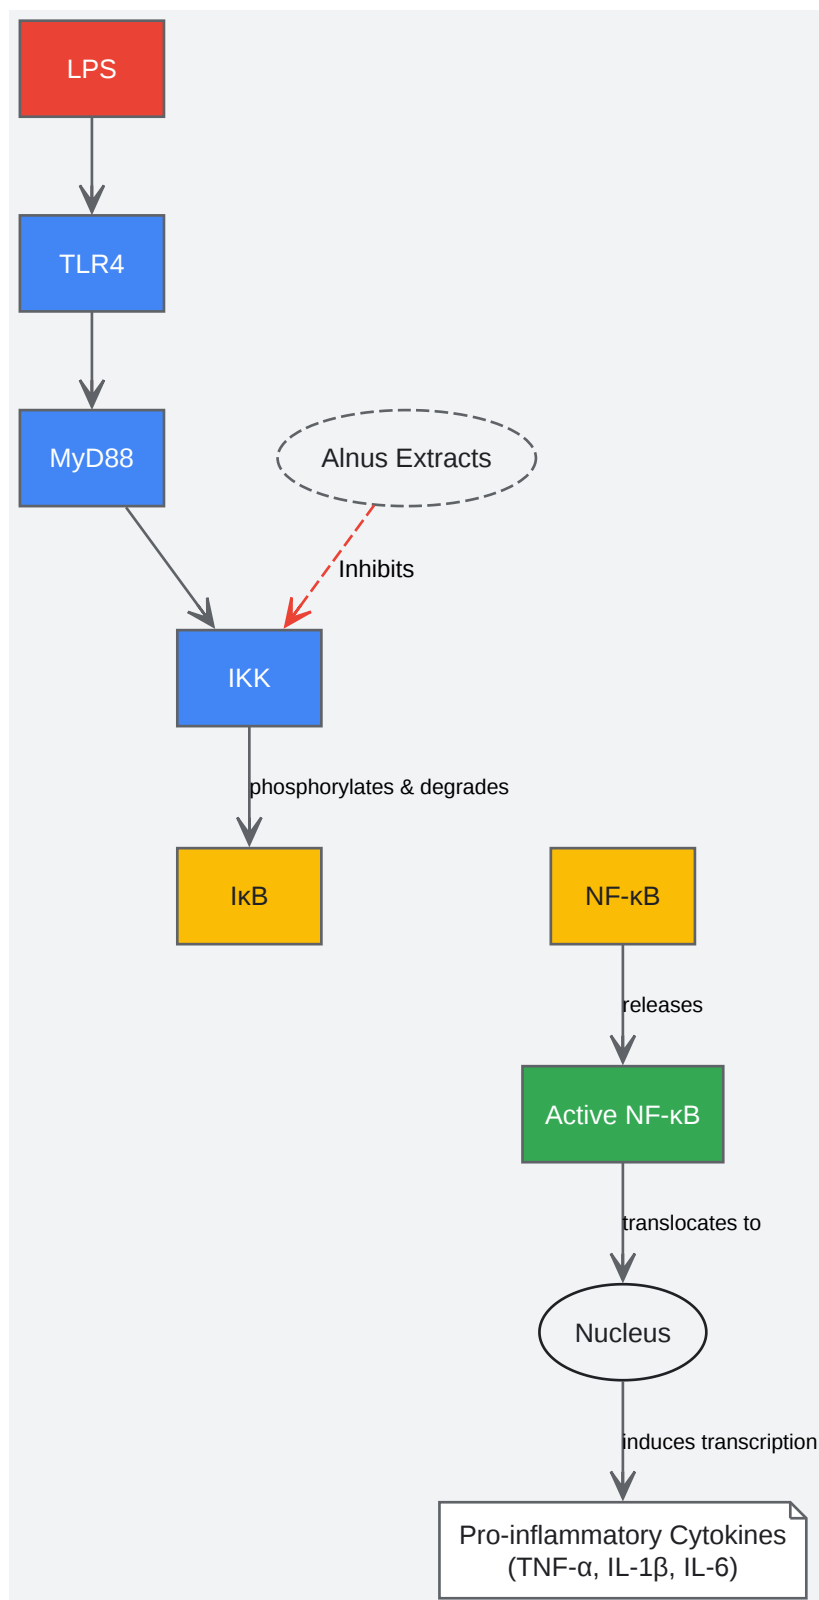 LPS
TLR4
MyD88
Alnus Extracts
Inhibits
IKK
phosphorylates & degrades
IκB
NF-κB
releases
Active NF-κB
translocates to
Nucleus
induces transcription
Pro-inflammatory Cytokines
(TNF-α, IL-1β, IL-6)